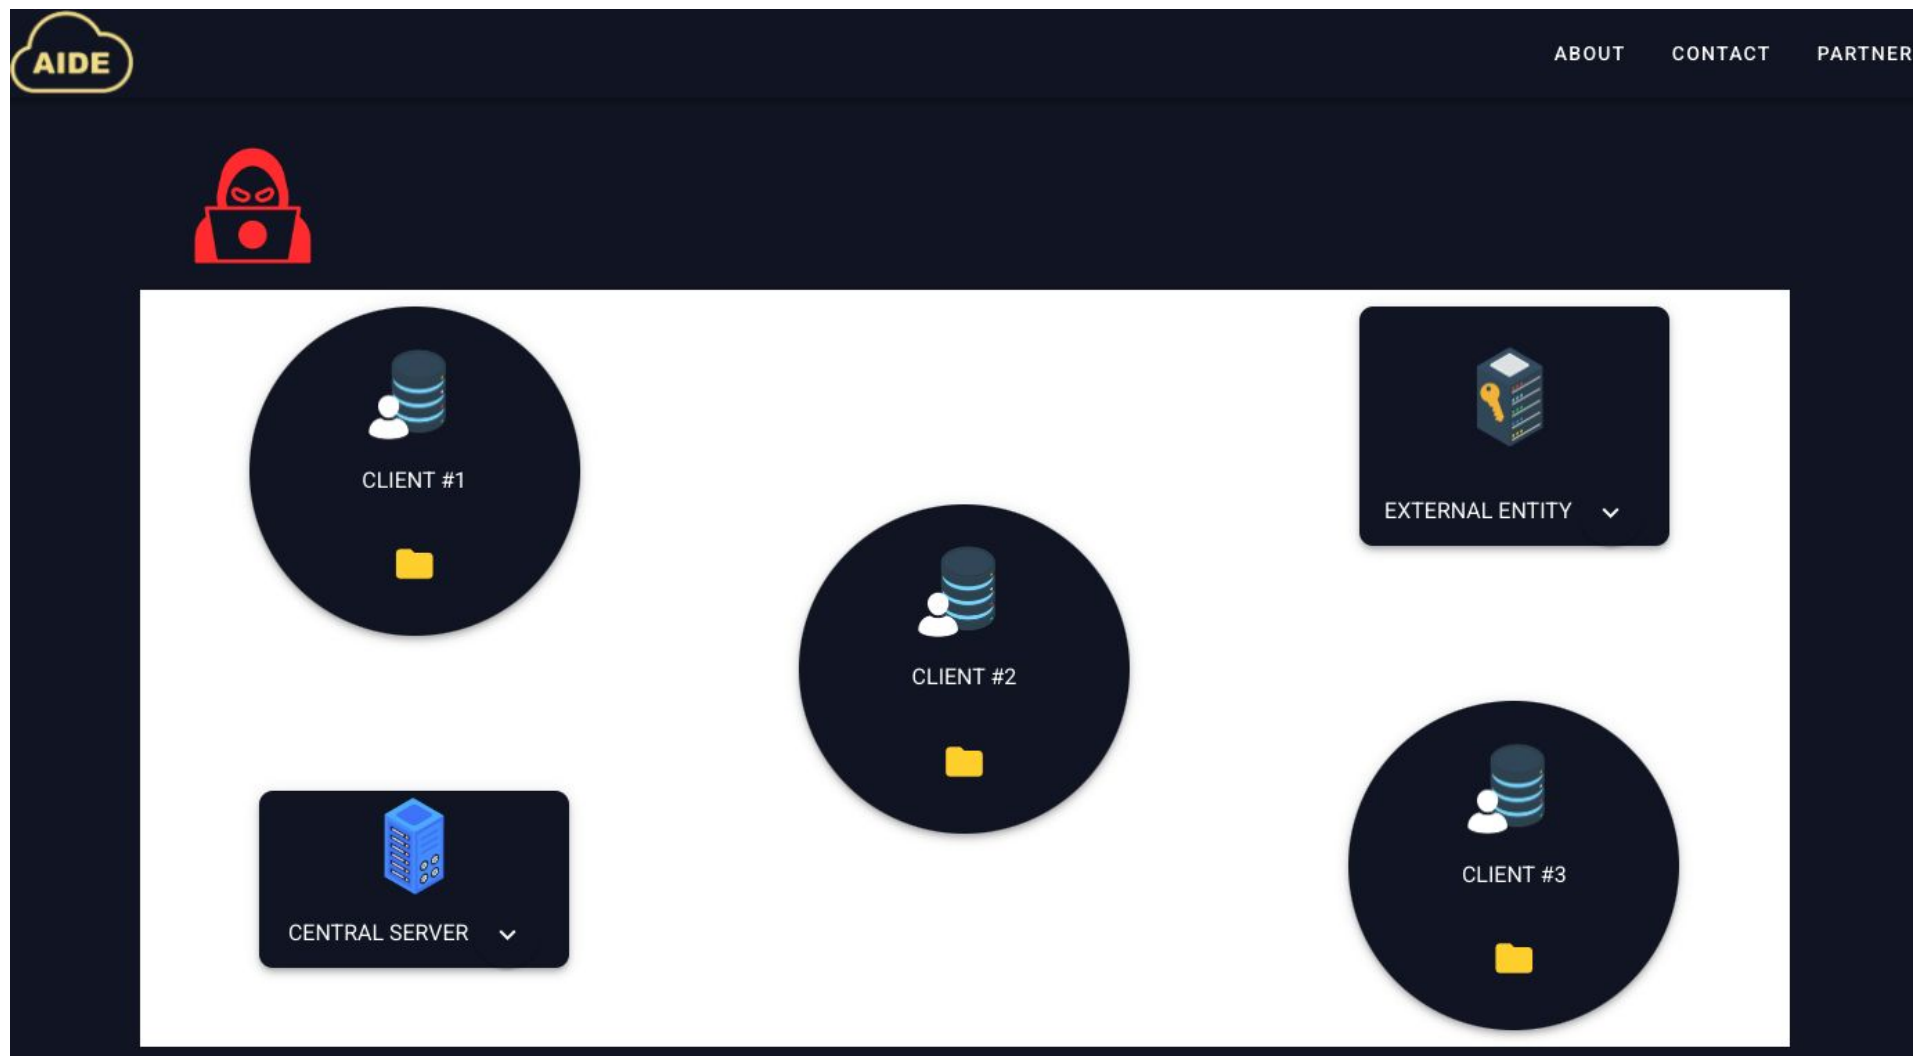 AIDE
ABOUT CONTACT PARTNER
CLIENT #1
EXTERNAL ENTITY
CLIENT #2
CLIENT #3
CENTRAL SERVER